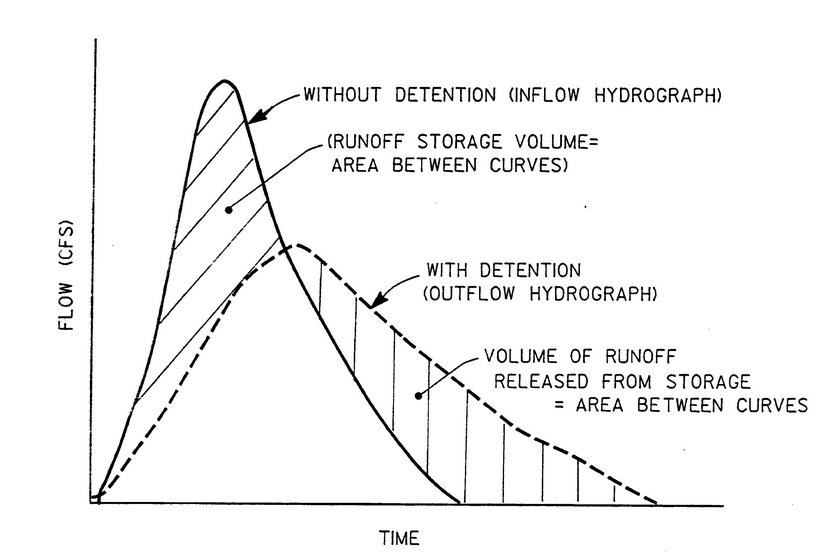 WITHOUT DETENTION (INFLOW HYDROGRAPH)
(RUNOFF STORAGE VOLUME=
AREA BETWEEN CURVES)
FLOW (CFS)
WITH DETENTION
(OUTFLOW HYDROGRAPH)
VOLUME OF RUNOFF
RELEASED FROM STORAGE
= AREA BETWEEN CURVES
TIME